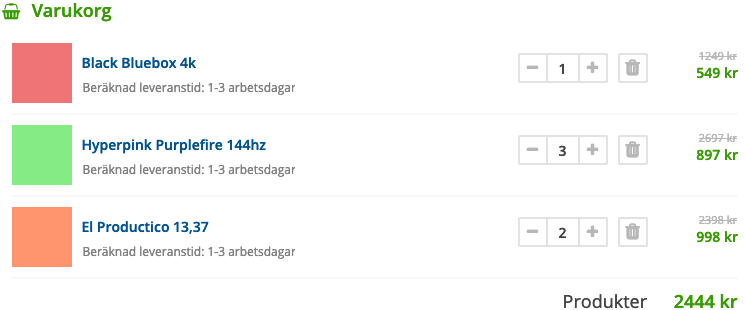 Varukorg
Black Bluebox 4k
Beräknad leveranstid: 1-3 arbetsdagar
1
1249 kr
549 kr
Hyperpink Purplefire 144hz
Beräknad leveranstid: 1-3 arbetsdagar
3
2697 kr
897 kr
El Productico 13,37
Beräknad leveranstid: 1-3 arbetsdagar
2
2398 kr
998 kr
Produkter 2444 kr